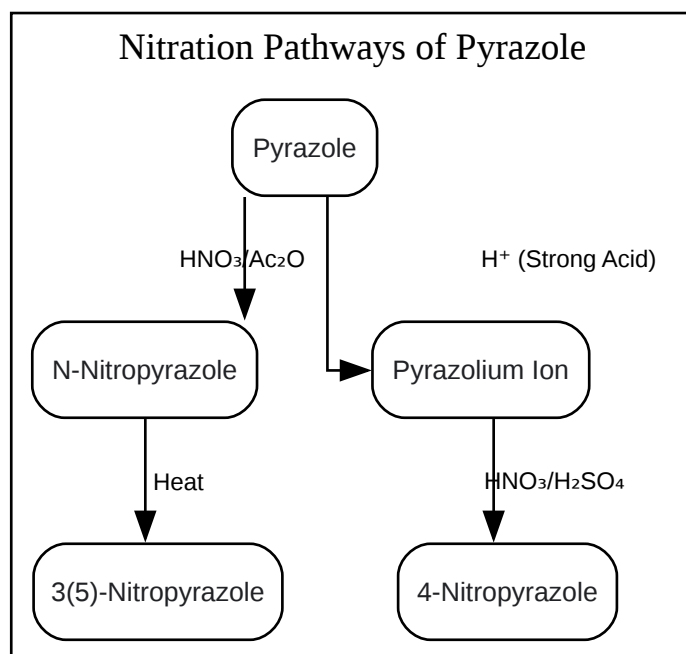 Nitration Pathways of Pyrazole
Pyrazole
HNO₃/Ac₂O
H⁺ (Strong Acid)
N-Nitropyrazole
Pyrazolium Ion
Heat
HNO₃/H₂SO₄
3(5)-Nitropyrazole
4-Nitropyrazole